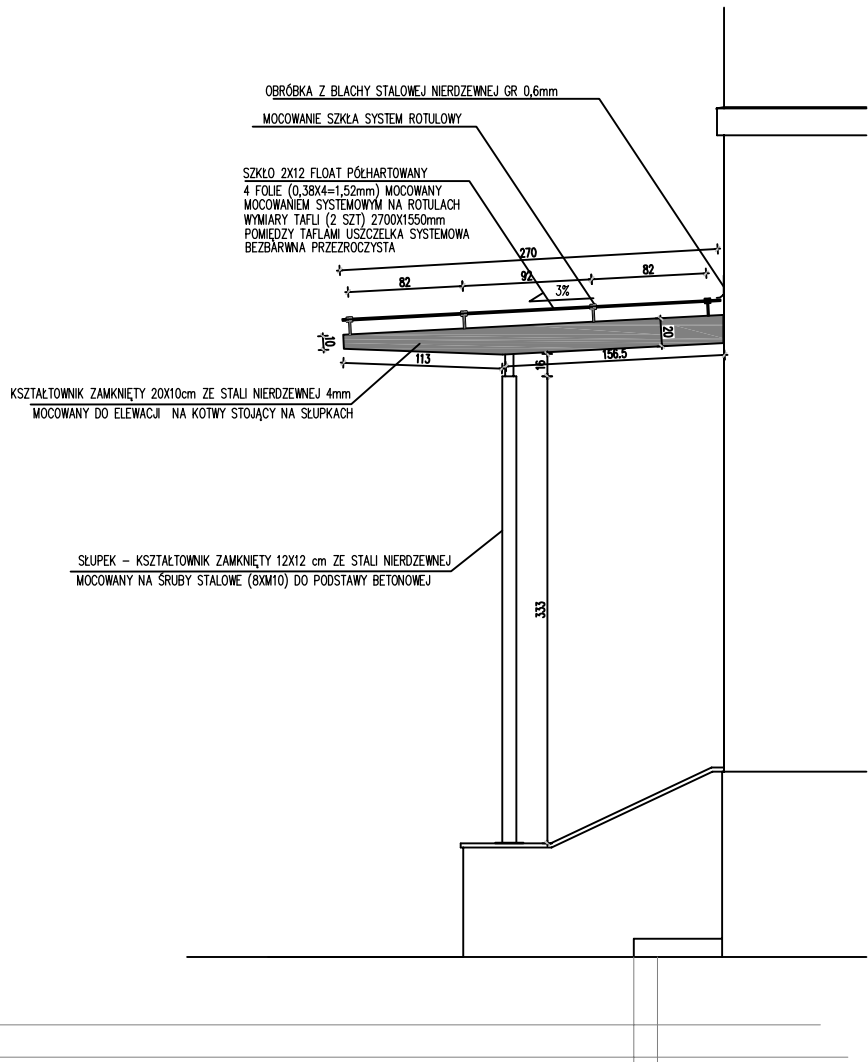 OBRÓBKA Z BLACHY STALOWEJ NIERDZEWNEJ GR 0,6mm
MOCOWANIE SZKŁA SYSTEM ROTULOWY
SZKŁO 2X12 FLOAT PÓŁHARTOWANY
4 FOLIE (0,38X4=1,52mm) MOCOWANY
MOCOWANIEM SYSTEMOWYM NA ROTULACH
WYMIARY TAFLI (2 SZT) 2700X1550mm
POMIĘDZY TAFLAMI USZCZELKA SYSTEMOWA
BEZBARWNA PRZEZROCZYSTA
270
82
92
82
3%
10
20
113
16
156.5
KSZTAŁTOWNIK ZAMKNIĘTY 20X10cm ZE STALI NIERDZEWNEJ 4mm
MOCOWANY DO ELEWACJI NA KOTWY STOJĄCY NA SŁUPKACH
SŁUPEK – KSZTAŁTOWNIK ZAMKNIĘTY 12X12 cm ZE STALI NIERDZEWNEJ
MOCOWANY NA ŚRUBY STALOWE (8XM10) DO PODSTAWY BETONOWEJ
333